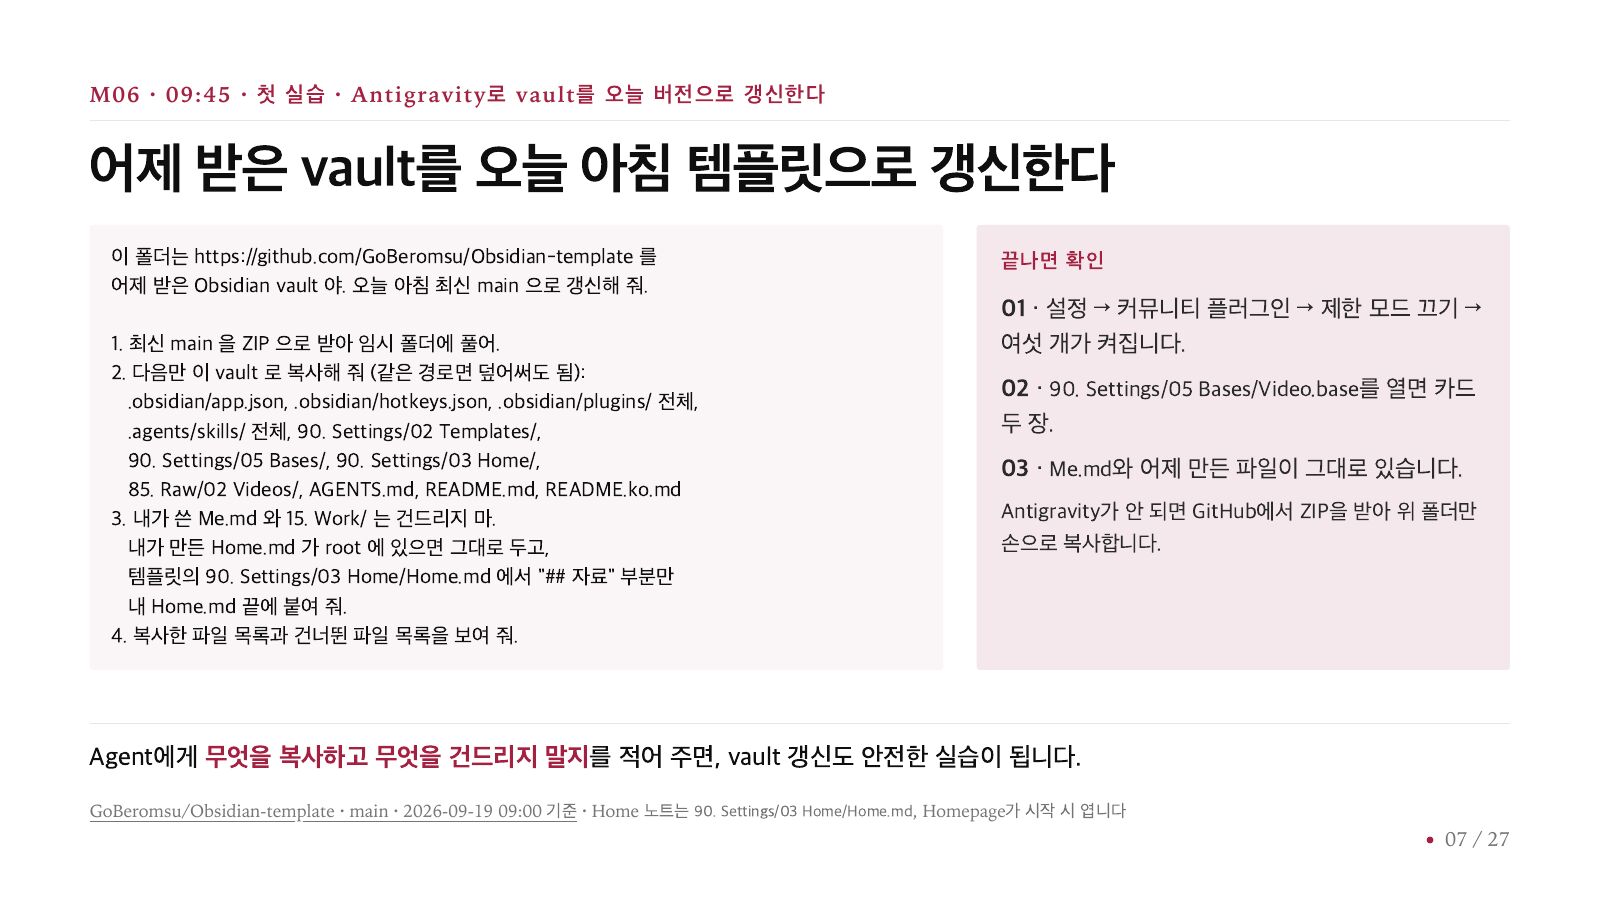 M06 · 09:45 · 첫 실습 · Antigravity로 vault를 오늘 버전으로 갱신한다
어제 받은 vault를 오늘 아침 템플릿으로 갱신한다
이 폴더는 https://github.com/GoBeromsu/Obsidian-template 를
어제 받은 Obsidian vault 야. 오늘 아침 최신 main 으로 갱신해 줘.
1. 최신 main 을 ZIP 으로 받아 임시 폴더에 풀어.
2. 다음만 이 vault 로 복사해 줘 (같은 경로면 덮어써도 됨):
.obsidian/app.json, .obsidian/hotkeys.json, .obsidian/plugins/ 전체,
.agents/skills/ 전체, 90. Settings/02 Templates/,
90. Settings/05 Bases/, 90. Settings/03 Home/,
85. Raw/02 Videos/, AGENTS.md, README.md, README.ko.md
3. 내가 쓴 Me.md 와 15. Work/ 는 건드리지 마.
내가 만든 Home.md 가 root 에 있으면 그대로 두고,
템플릿의 90. Settings/03 Home/Home.md 에서 "## 자료" 부분만
내 Home.md 끝에 붙여 줘.
4. 복사한 파일 목록과 건너뛴 파일 목록을 보여 줘.
끝나면 확인
01 · 설정 → 커뮤니티 플러그인 → 제한 모드 끄기 →
여섯 개가 켜집니다.
02 · 90. Settings/05 Bases/Video.base를 열면 카드
두 장.
03 · Me.md와 어제 만든 파일이 그대로 있습니다.
Antigravity가 안 되면 GitHub에서 ZIP을 받아 위 폴더만
손으로 복사합니다.
Agent에게 무엇을 복사하고 무엇을 건드리지 말지를 적어 주면, vault 갱신도 안전한 실습이 됩니다.
GoBeromsu/Obsidian-template · main · 2026-09-19 09:00 기준 · Home 노트는 90. Settings/03 Home/Home.md, Homepage가 시작 시 엽니다
• 07 / 27